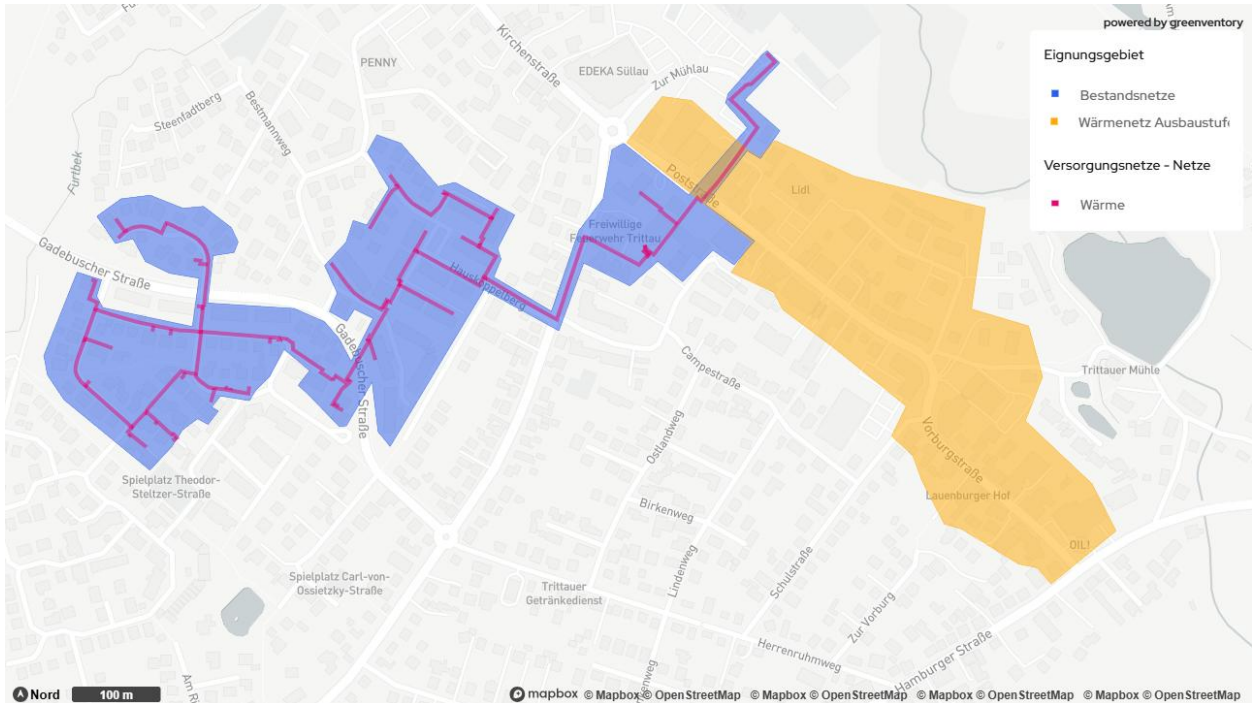 powered by greenventory
Eignungsgebiet
Bestandsnetze
Wärmenetz Ausbaustufe
Versorgungsnetze - Netze
Wärme
Kirchenstraße
PENNY
EDEKA Süllau
Zur Mühlau
Steenfadtberg
Bestmannweg
Furtbek
Poststraße
Lidl
Freiwillige
Feuerwehr Trittau
Gadebuscher Straße
Hauskoppelberg
Gadebuscher Straße
Campestraße
Trittauer Mühle
Ostlandweg
Vorburgstraße
Spielplatz Theodor-
Steltzer-Straße
Lauenburger Hof
Birkenweg
OIL!
Spielplatz Carl-von-
Ossietzky-Straße
Trittauer
Getränkedienst
Lindenweg
Schulstraße
Zur Vorburg
Herrenruhmweg
Hamburger Straße
Nord
100 m
mapbox © Mapbox © OpenStreetMap © Mapbox © OpenStreetMap © Mapbox © OpenStreetMap © Mapbox © OpenStreetMap